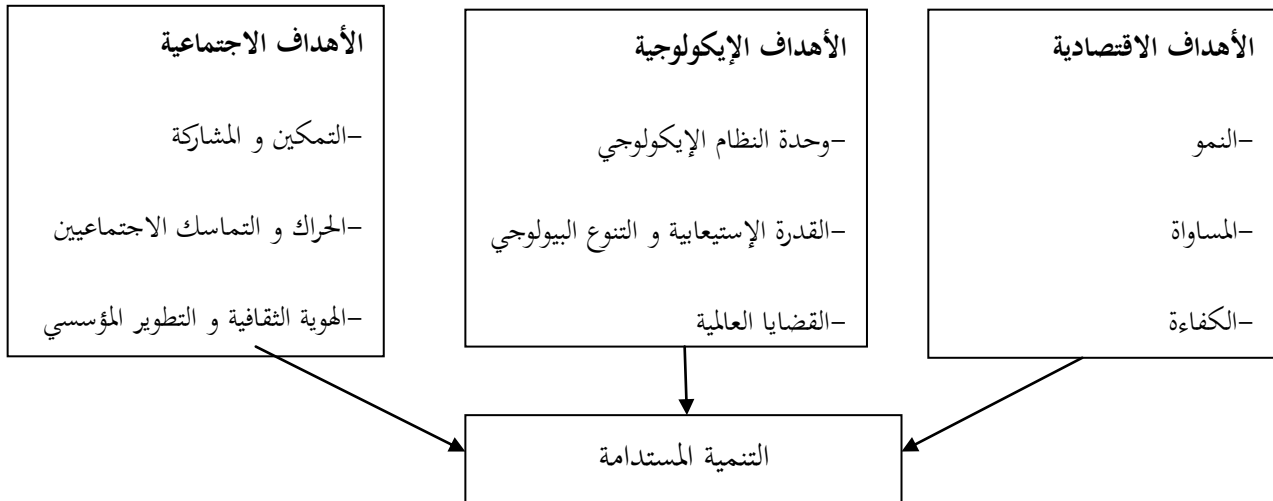 الأهداف الاقتصادية
–النمو
–المساواة
–الكفاءة
الأهداف الإيكولوجية
–وحدة النظام الإيكولوجي
–القدرة الإستيعابية و التنوع البيولوجي
–القضايا العالمية
الأهداف الاجتماعية
–التمكين و المشاركة
–الحراك و التماسك الاجتماعيين
–الهوية الثقافية و التطوير المؤسسي
التنمية المستدامة